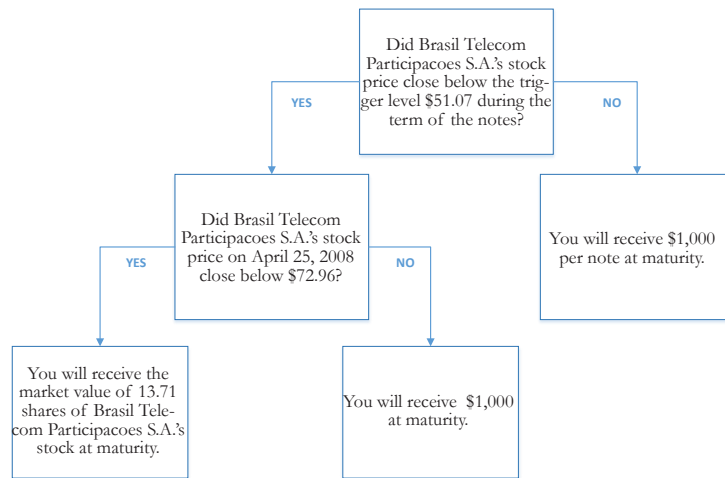 Did Brasil Telecom
Participacoes S.A.'s stock
price close below the trig-
ger level $51.07 during the
term of the notes?
YES
NO
Did Brasil Telecom
Participacoes S.A.'s stock
price on April 25, 2008
close below $72.96?
You will receive $1,000
per note at maturity.
YES
NO
You will receive the
market value of 13.71
shares of Brasil Tele-
com Participacoes S.A.'s
stock at maturity.
You will receive $1,000
at maturity.